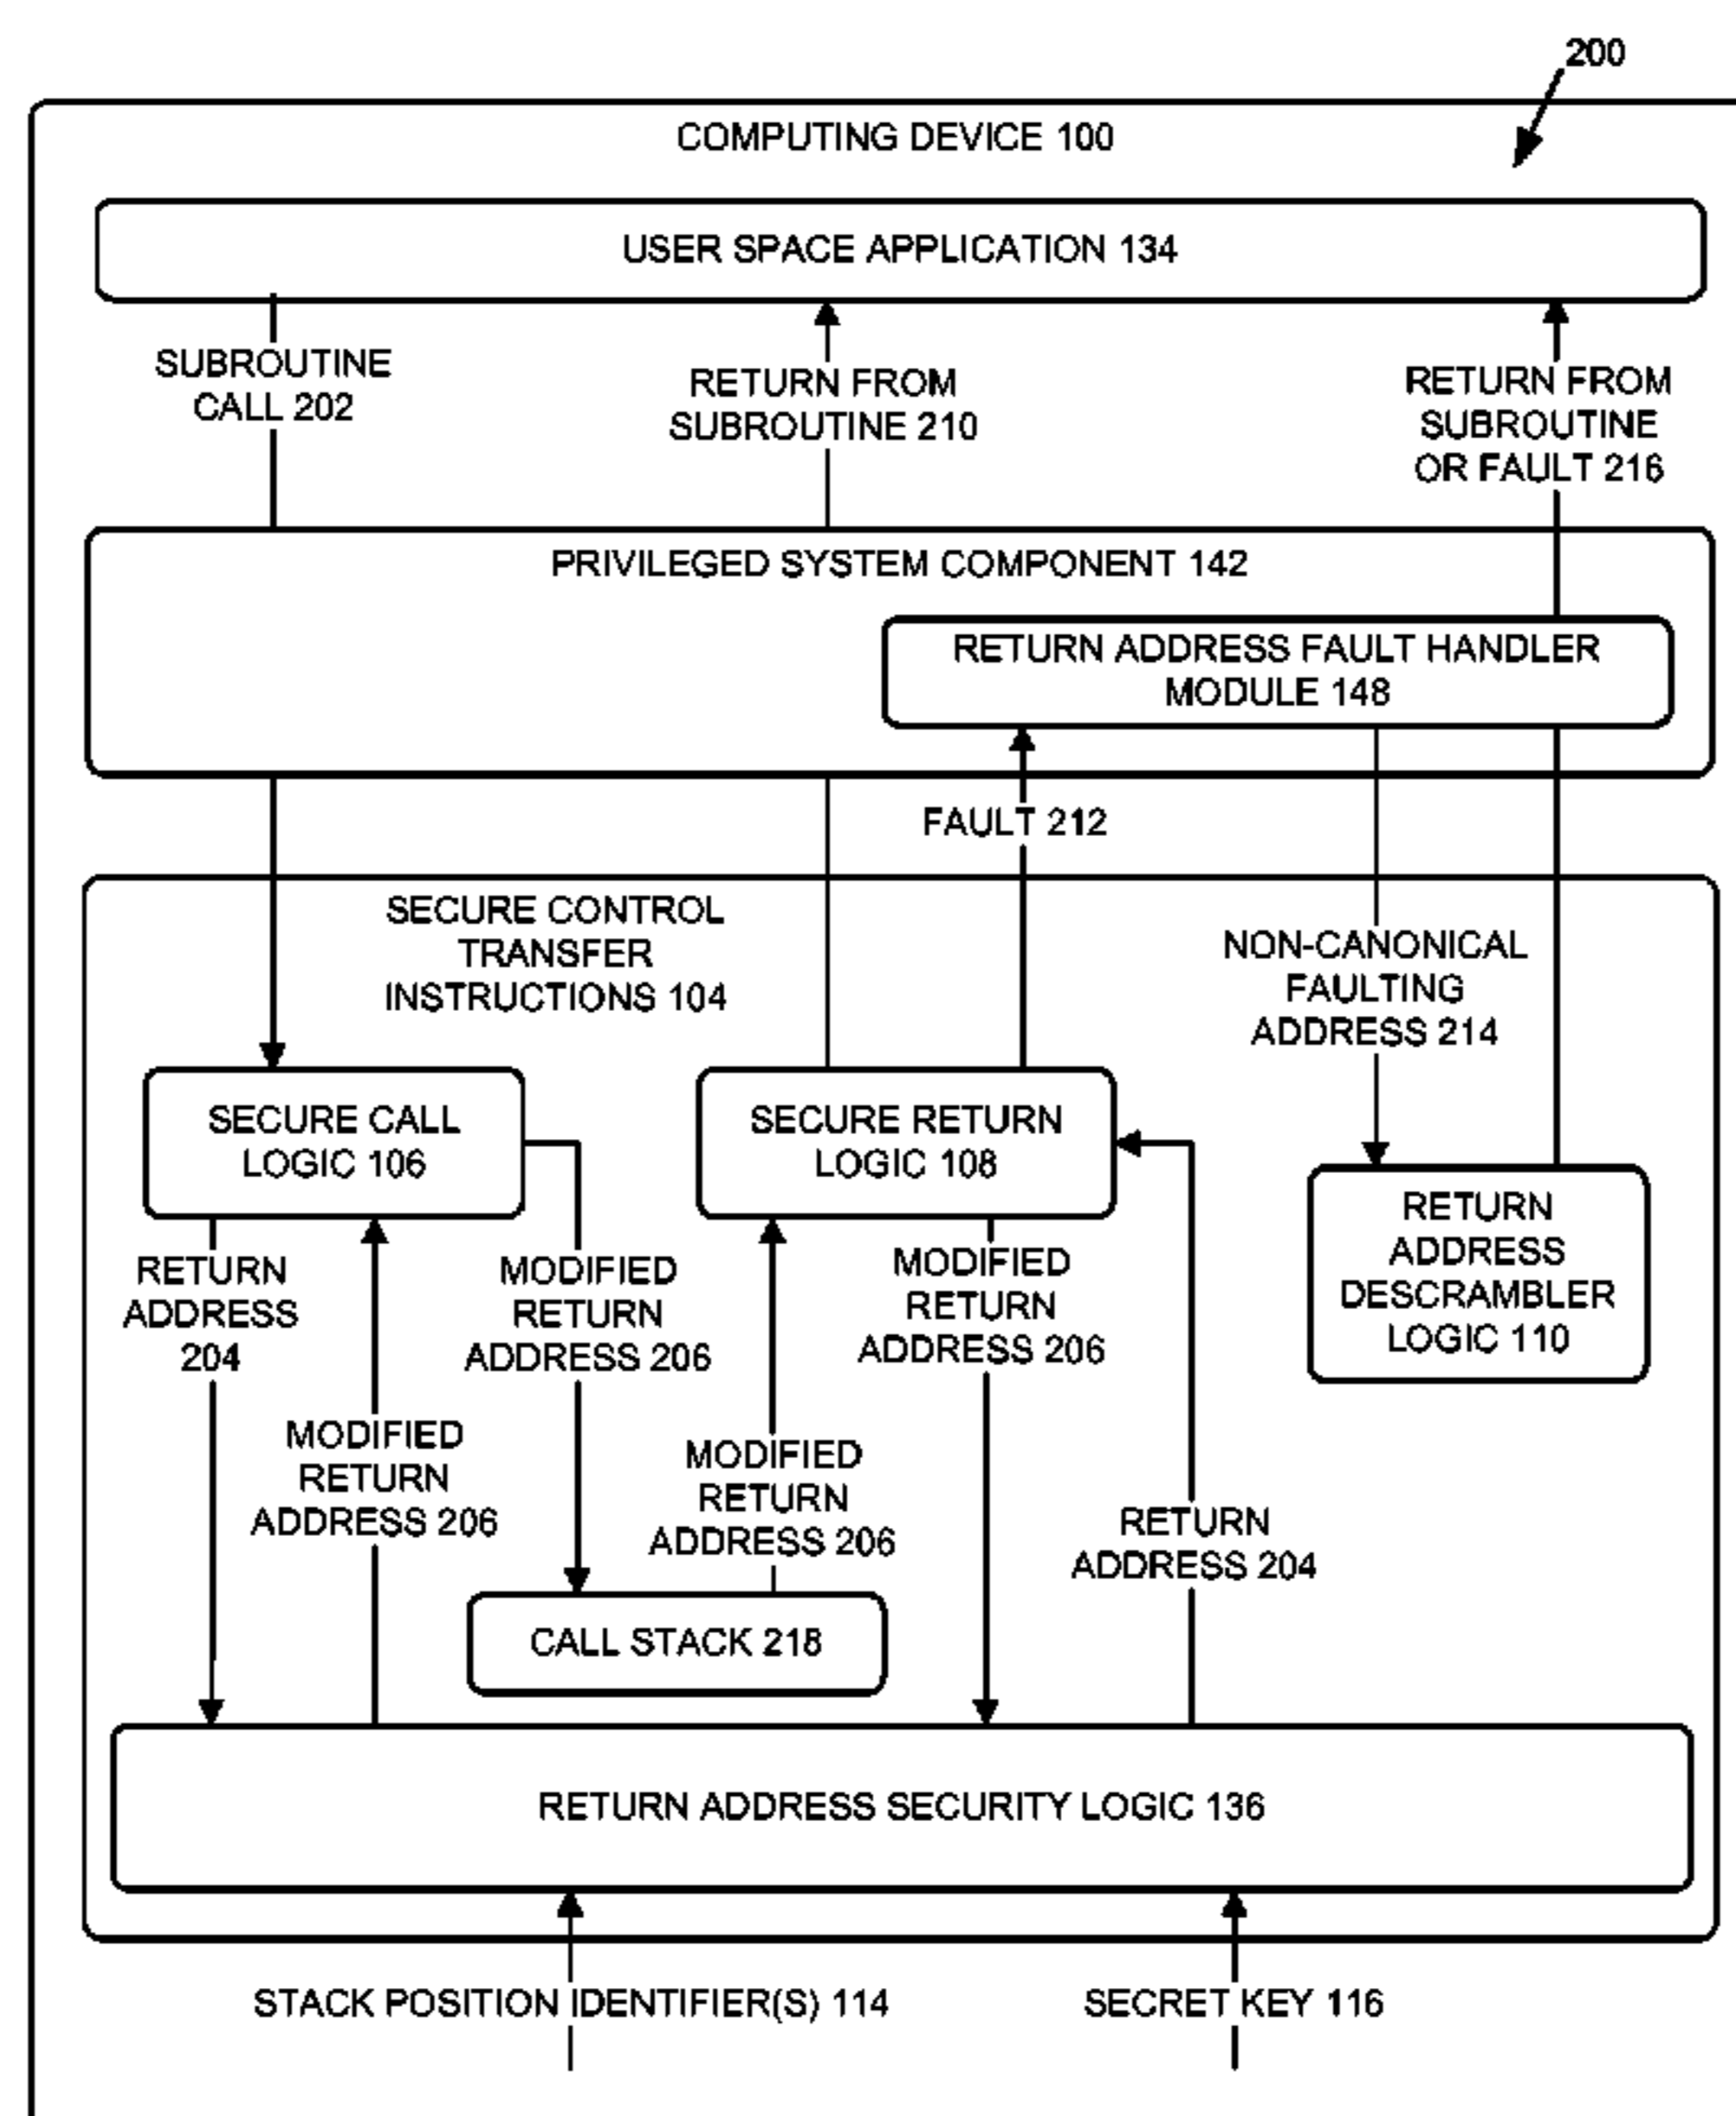 200
COMPUTING DEVICE 100
USER SPACE APPLICATION 134
SUBROUTINE
CALL 202
RETURN FROM
SUBROUTINE 210
RETURN FROM
SUBROUTINE
OR FAULT 216
PRIVILEGED SYSTEM COMPONENT 142
RETURN ADDRESS FAULT HANDLER
MODULE 148
FAULT 212
SECURE CONTROL
TRANSFER
INSTRUCTIONS 104
NON-CANONICAL
FAULTING
ADDRESS 214
SECURE CALL
LOGIC 106
SECURE RETURN
LOGIC 108
RETURN
ADDRESS
DESCRAMBLER
LOGIC 110
RETURN
ADDRESS
204
MODIFIED
RETURN
ADDRESS 206
MODIFIED
RETURN
ADDRESS 206
MODIFIED
RETURN
ADDRESS 206
MODIFIED
RETURN
ADDRESS 206
RETURN
ADDRESS 204
CALL STACK 218
RETURN ADDRESS SECURITY LOGIC 136
STACK POSITION IDENTIFIER(S) 114
SECRET KEY 116